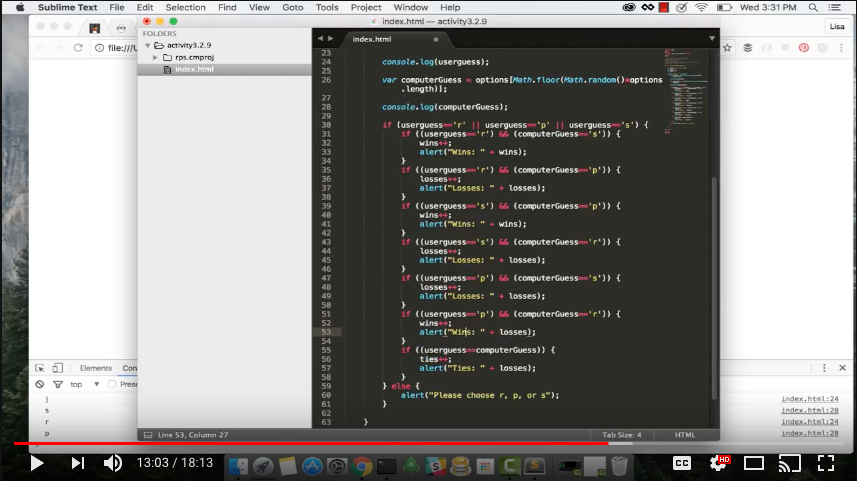 Sublime Text File Edit Selection Find View Goto Tools Project Window Help Wed 3:31 PM
index.html — activity3.2.9
Lisa
file:///U
FOLDERS
activity3.2.9
rps.cmproj
index.html
index.html
23
24 console.log(userguess);
25
26 var computerGuess = options[Math.floor(Math.random()*options
.length)];
27
28 console.log(computerGuess);
29
30 if (userguess=='r' || userguess=='p' || userguess=='s') {
31 if ((userguess=='r') && (computerGuess=='s')) {
32 wins++;
33 alert("Wins: " + wins);
34 }
35 if ((userguess=='r') && (computerGuess=='p')) {
36 losses++;
37 alert("Losses: " + losses);
38 }
39 if ((userguess=='s') && (computerGuess=='p')) {
40 wins++;
41 alert("Wins: " + wins);
42 }
43 if ((userguess=='s') && (computerGuess=='r')) {
44 losses++;
45 alert("Losses: " + losses);
46 }
47 if ((userguess=='p') && (computerGuess=='s')) {
48 losses++;
49 alert("Losses: " + losses);
50 }
51 if ((userguess=='p') && (computerGuess=='r')) {
52 wins++;
53 alert("Wins: " + losses);
54 }
55 if ((userguess==computerGuess)) {
56 ties++;
57 alert("Ties: " + losses);
58 }
59 } else {
60 alert("Please choose r, p, or s");
61 }
62
63 }
Elements Con
top Prese
j index.html:24
s index.html:28
r index.html:24
p index.html:28
Line 53, Column 27 Tab Size: 4 HTML
13:03 / 18:13 CC HD